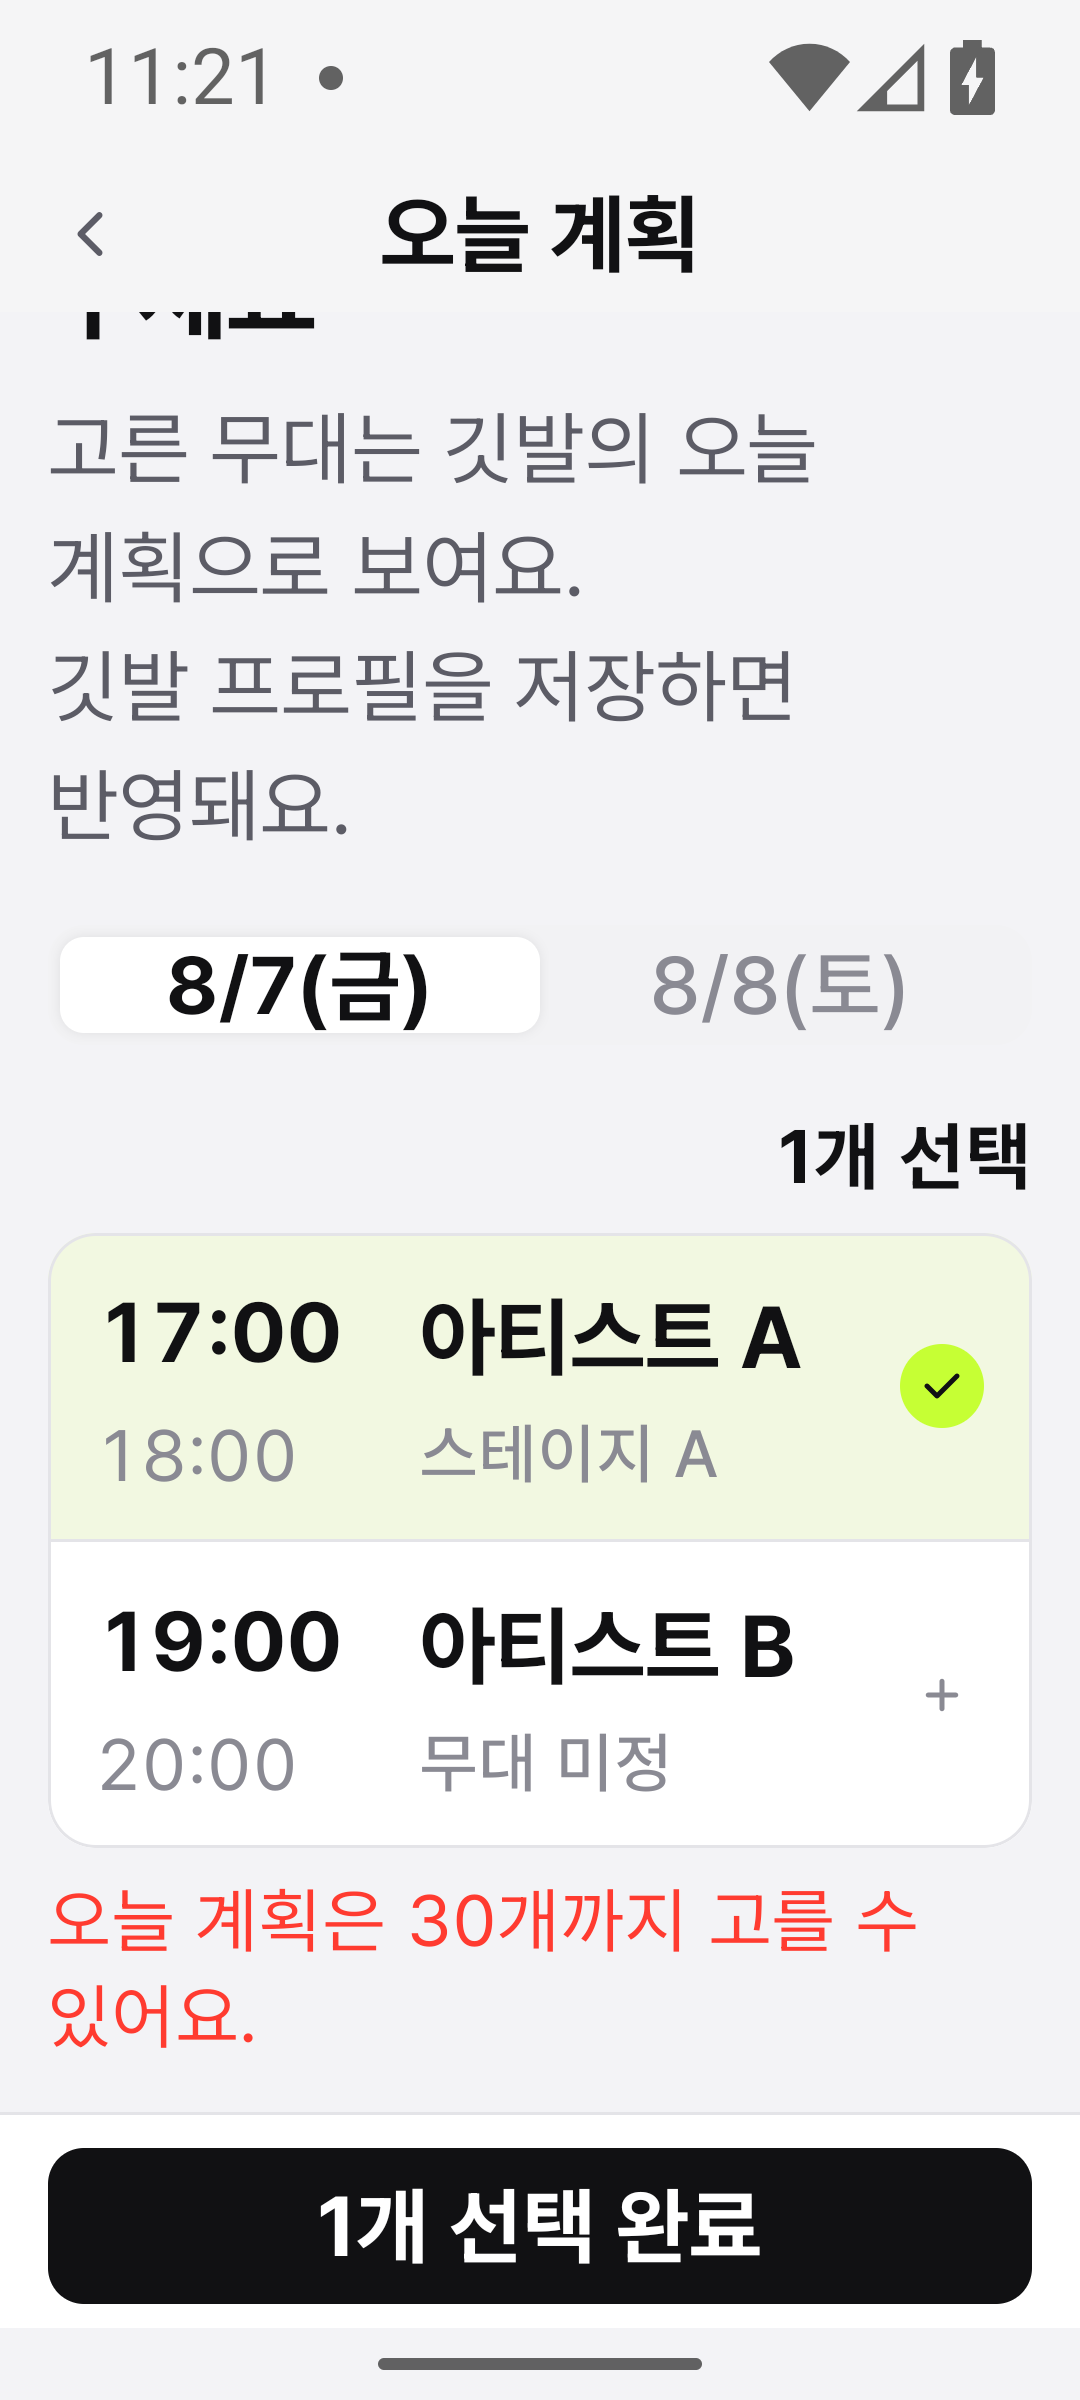 11:21
오늘 계획
고른 무대는 깃발의 오늘
계획으로 보여요.
깃발 프로필을 저장하면
반영돼요.
8/7(금) 8/8(토)
1개 선택
17:00 아티스트 A
18:00 스테이지 A
19:00 아티스트 B
20:00 무대 미정
오늘 계획은 30개까지 고를 수
있어요.
1개 선택 완료